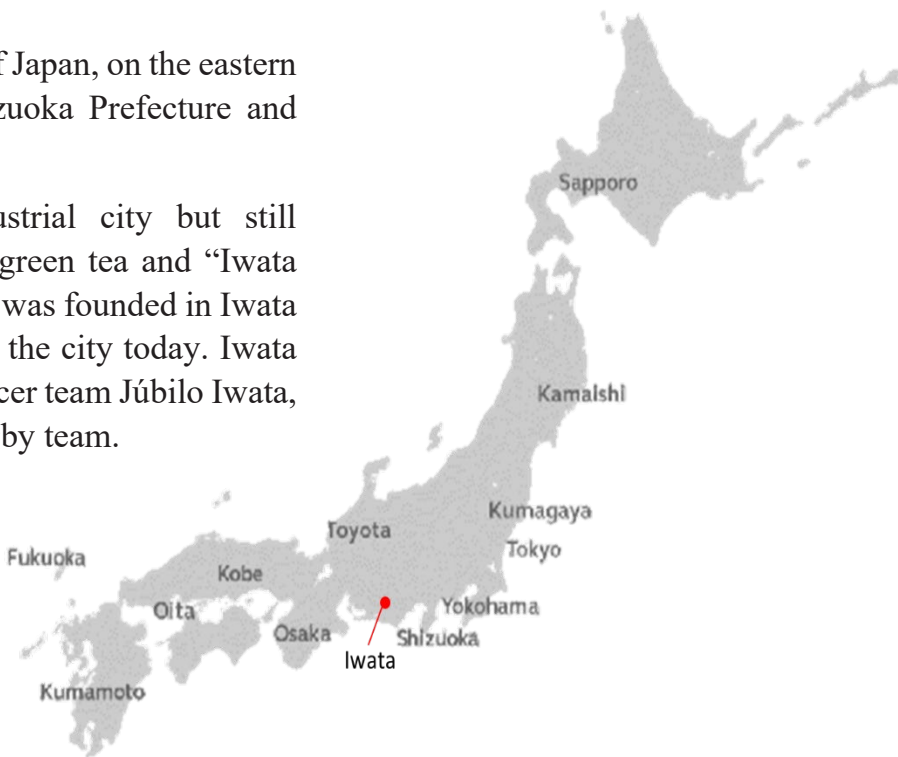 f Japan, on the eastern
zuoka Prefecture and
ustrial city but still
green tea and “Iwata
was founded in Iwata
the city today. Iwata
cer team Júbilo Iwata,
by team.
Sapporo
Kamaishi
Kumagaya
Toyota
Tokyo
Fukuoka
Kobe
Yokohama
Oita
Osaka
Shizuoka
Iwata
Kumamoto